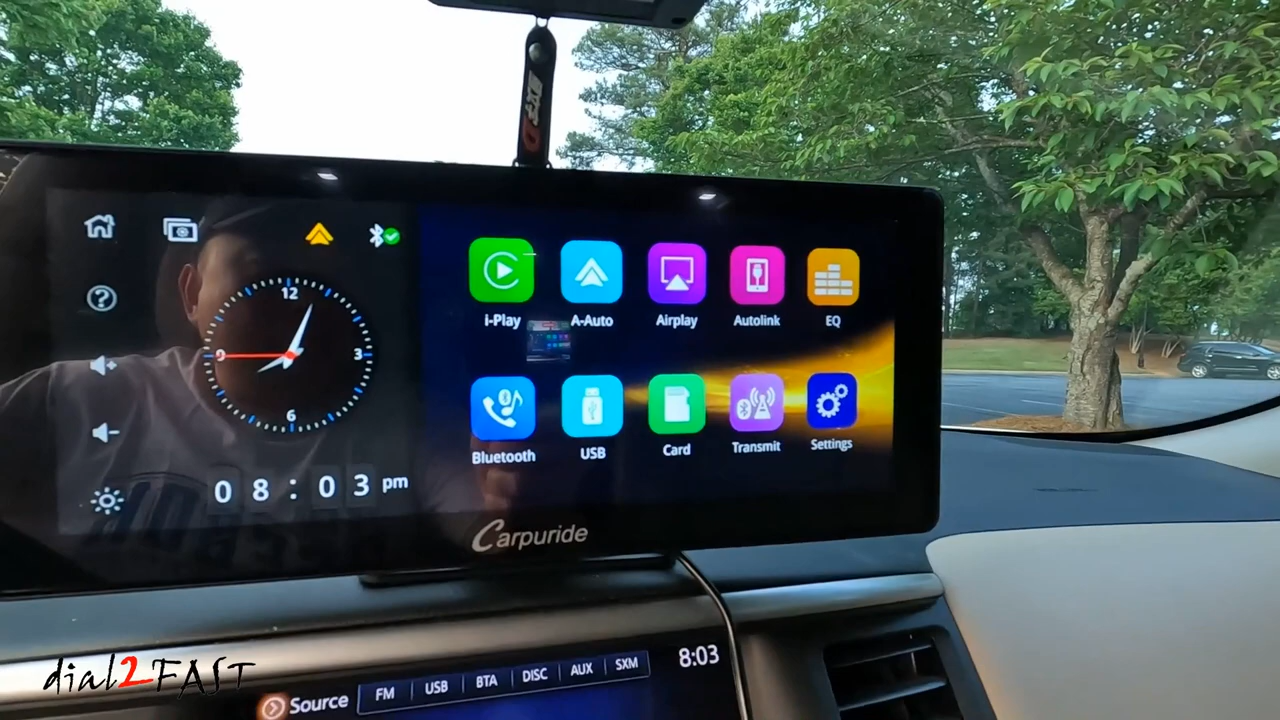 12
3
6
9
08:03 pm
i-Play
A-Auto
Airplay
Autolink
EQ
Bluetooth
USB
Card
Transmit
Settings
Carpuride
Source
FM
USB
BTA
DISC
AUX
SXM
8:03
dial2FAST